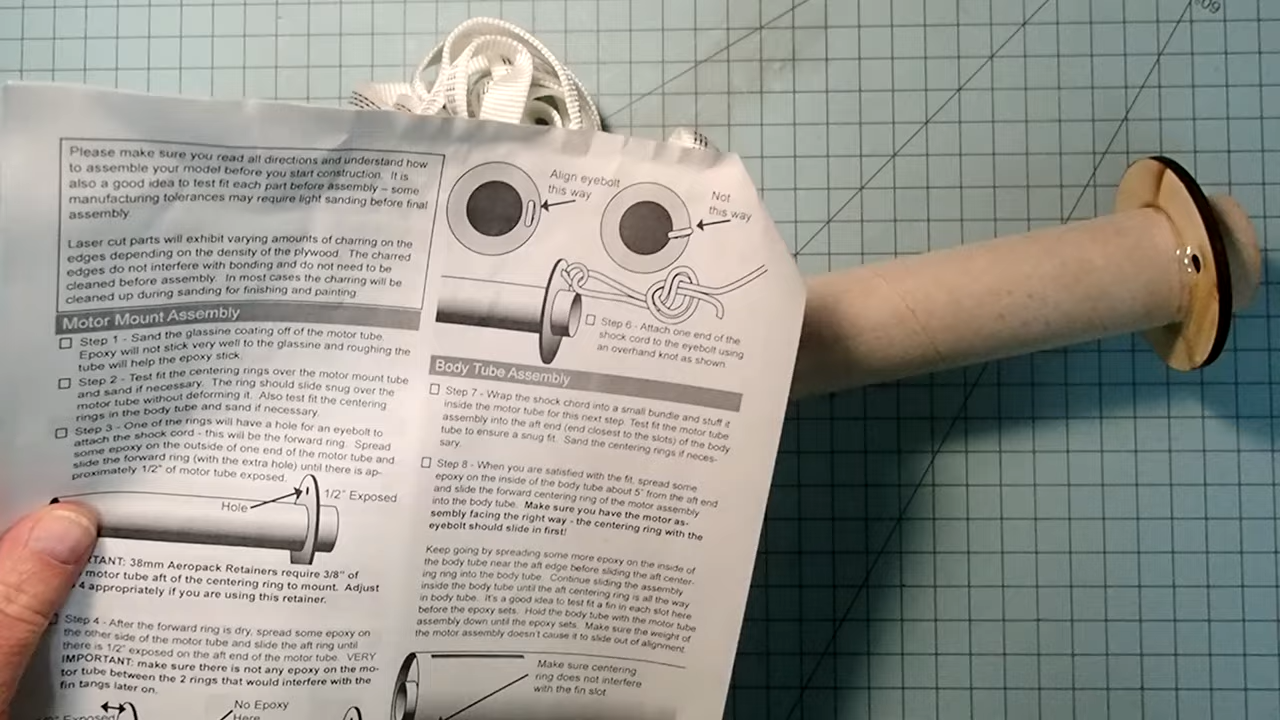 Please make sure you read all directions and understand how
to assemble your model before you start construction. It is
also a good idea to test fit each part before assembly – some
manufacturing tolerances may require light sanding before final
assembly.
Laser cut parts will exhibit varying amounts of charring on the
edges depending on the density of the plywood. The charred
edges do not interfere with bonding and do not need to be
cleaned before assembly. In most cases the charring will be
cleaned up during sanding for finishing and painting.
Motor Mount Assembly
Step 1 - Sand the glassine coating off of the motor tube.
Epoxy will not stick very well to the glassine and roughing the
tube will help the epoxy stick.
Step 2 - Test fit the centering rings over the motor mount tube
and sand if necessary. The ring should slide snug over the
motor tube without deforming it. Also test fit the centering
rings in the body tube and sand if necessary.
Step 3 - One of the rings will have a hole for an eyebolt to
attach the shock cord - this will be the forward ring. Spread
some epoxy on the outside of one end of the motor tube and
slide the forward ring (with the extra hole) until there is ap-
proximately 1/2" of motor tube exposed.
1/2" Exposed
Hole
TANT: 38mm Aeropack Retainers require 3/8" of
motor tube aft of the centering ring to mount. Adjust
4 appropriately if you are using this retainer.
Step 4 - After the forward ring is dry, spread some epoxy on
the other side of the motor tube and slide the aft ring until
there is 1/2" exposed on the aft end of the motor tube. VERY
IMPORTANT: make sure there is not any epoxy on the mo-
tor tube between the 2 rings that would interfere with the
fin tangs later on.
Exposed
No Epoxy
Here
Align eyebolt
this way
Not
this way
Step 6 - Attach one end of the
shock cord to the eyebolt using
an overhand knot as shown.
Body Tube Assembly
Step 7 - Wrap the shock chord into a small bundle and stuff it
inside the motor tube for this next step. Test fit the motor tube
assembly into the aft end (end closest to the slots) of the body
tube to ensure a snug fit. Sand the centering rings if neces-
sary.
Step 8 - When you are satisfied with the fit, spread some
epoxy on the inside of the body tube about 5" from the aft end
and slide the forward centering ring of the motor assembly
into the body tube. Make sure you have the motor as-
sembly facing the right way - the centering ring with the
eyebolt should slide in first!
Keep going by spreading some more epoxy on the inside of
the body tube near the aft edge before sliding the aft center-
ing ring into the body tube. Continue sliding the assembly
inside the body tube until the aft centering ring is all the way
in body tube. It's a good idea to test fit a fin in each slot here
before the epoxy sets. Hold the body tube with the motor tube
assembly down until the epoxy sets. Make sure the weight of
the motor assembly doesn't cause it to slide out of alignment.
Make sure centering
ring does not interfere
with the fin slot